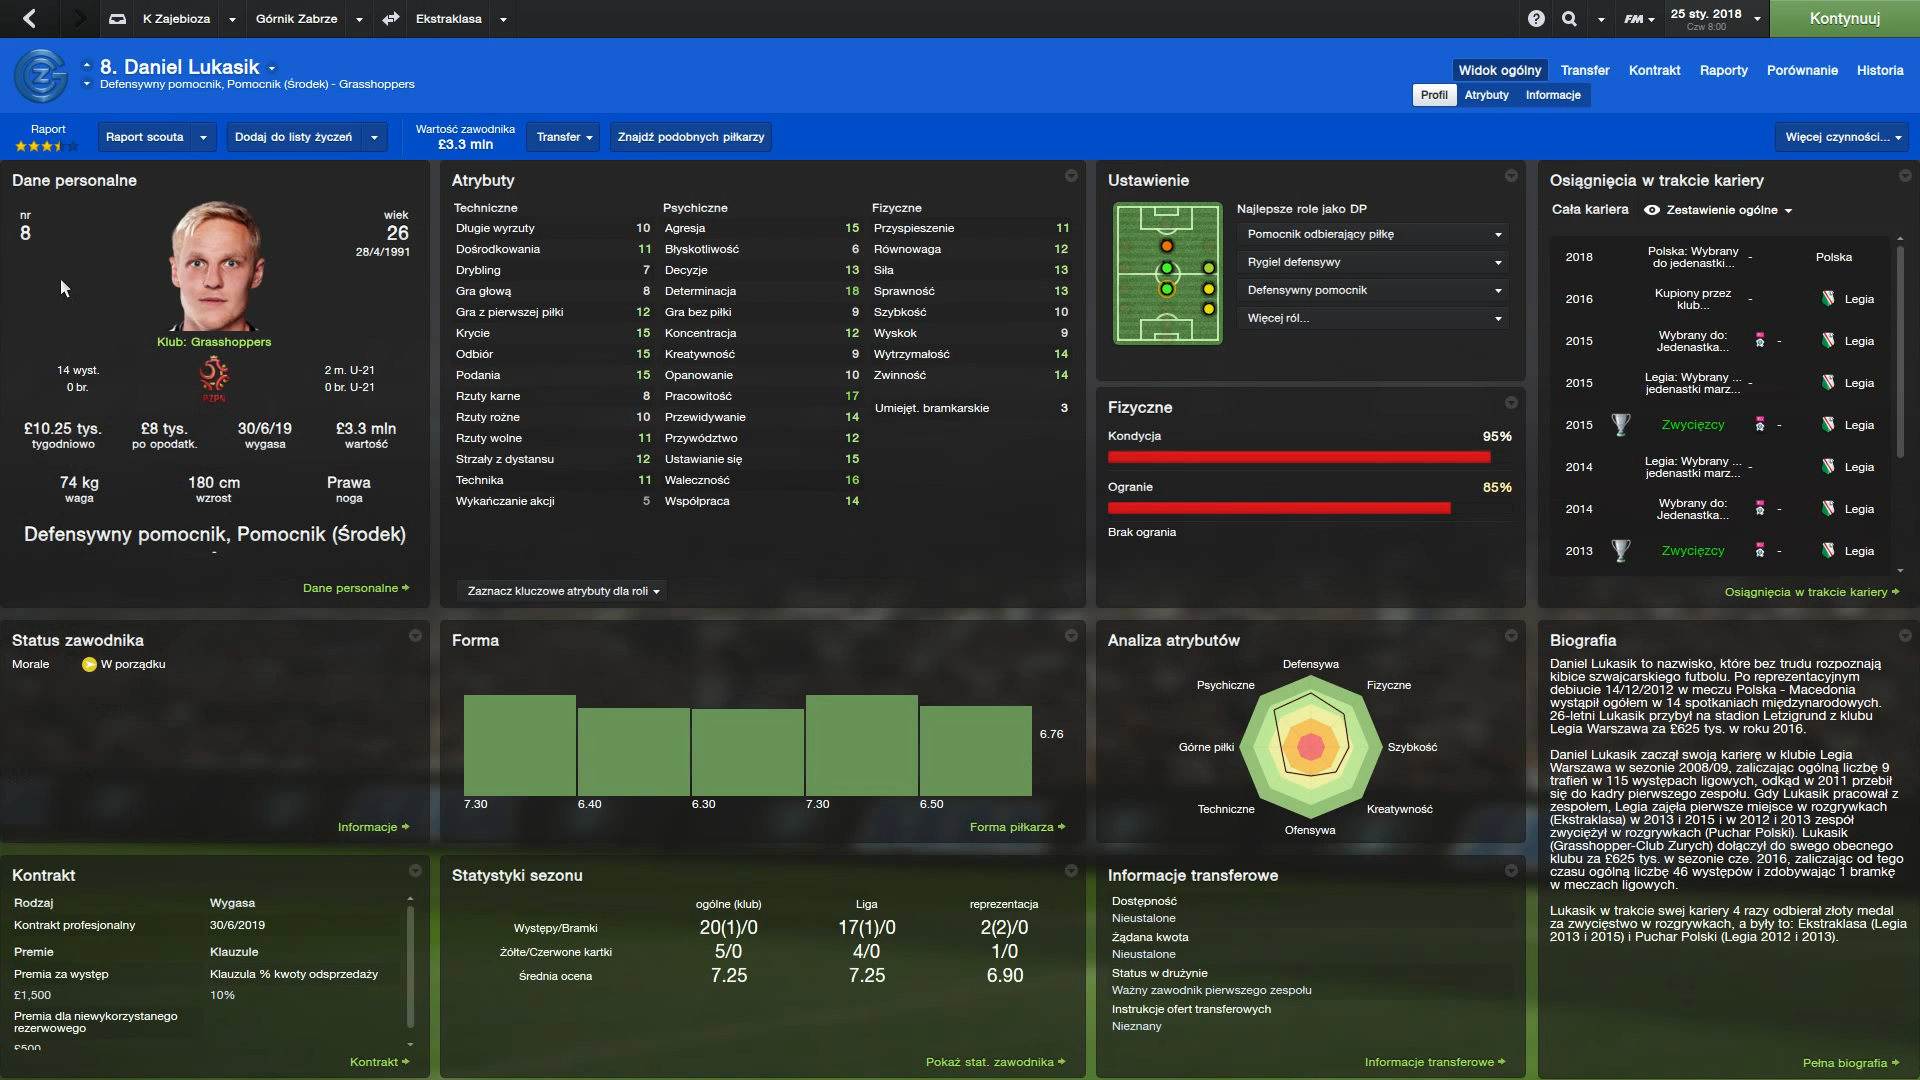 K Zajebioza
Górnik Zabrze
Ekstraklasa
FM
25 sty. 2018
Czw 8:00
Kontynuuj
8. Daniel Lukasik
Defensywny pomocnik, Pomocnik (Środek) - Grasshoppers
Widok ogólny Transfer Kontrakt Raporty Porównanie Historia
Profil Atrybuty Informacje
Raport
Raport scouta
Dodaj do listy życzeń
Wartość zawodnika
£3.3 mln
Transfer
Znajdź podobnych piłkarzy
Więcej czynności...
Dane personalne
nr
8
wiek
26
28/4/1991
Klub: Grasshoppers
14 wyst.
0 br.
PZPN
2 m. U-21
0 br. U-21
£10.25 tys. £8 tys. 30/6/19 £3.3 mln
tygodniowo po opodatk. wygasa wartość
74 kg 180 cm Prawa
waga wzrost noga
Defensywny pomocnik, Pomocnik (Środek)
-
Dane personalne
Atrybuty
Techniczne Psychiczne Fizyczne
Długie wyrzuty 10 Agresja 15 Przyspieszenie 11
Dośrodkowania 11 Błyskotliwość 6 Równowaga 12
Drybling 7 Decyzje 13 Siła 13
Gra głową 8 Determinacja 18 Sprawność 13
Gra z pierwszej piłki 12 Gra bez piłki 9 Szybkość 10
Krycie 15 Koncentracja 12 Wyskok 9
Odbiór 15 Kreatywność 9 Wytrzymałość 14
Podania 15 Opanowanie 10 Zwinność 14
Rzuty karne 8 Pracowitość 17
Umiejęt. bramkarskie 3
Rzuty rożne 10 Przewidywanie 14
Rzuty wolne 11 Przywództwo 12
Strzały z dystansu 12 Ustawianie się 15
Technika 11 Waleczność 16
Wykańczanie akcji 5 Współpraca 14
Zaznacz kluczowe atrybuty dla roli
Ustawienie
Najlepsze role jako DP
Pomocnik odbierający piłkę
Rygiel defensywy
Defensywny pomocnik
Więcej ról...
Fizyczne
Kondycja 95%
Ogranie 85%
Brak ogrania
Osiągnięcia w trakcie kariery
Cała kariera Zestawienie ogólne
2018 Polska: Wybrany do jedenastki... - Polska
2016 Kupiony przez klub... - Legia
2015 Wybrany do: Jedenastka... - Legia
2015 Legia: Wybrany ... jedenastki marz... - Legia
2015 Zwycięzcy - Legia
2014 Legia: Wybrany ... jedenastki marz... - Legia
2014 Wybrany do: Jedenastka... - Legia
2013 Zwycięzcy - Legia
Osiągnięcia w trakcie kariery
Status zawodnika
Morale W porządku
Informacje
Forma
6.76
7.30 6.40 6.30 7.30 6.50
Forma piłkarza
Analiza atrybutów
Defensywa
Psychiczne Fizyczne
Górne piłki Szybkość
Techniczne Kreatywność
Ofensywa
Biografia
Daniel Lukasik to nazwisko, które bez trudu rozpoznają
kibice szwajcarskiego futbolu. Po reprezentacyjnym
debiucie 14/12/2012 w meczu Polska - Macedonia
wystąpił ogółem w 14 spotkaniach międzynarodowych.
26-letni Lukasik przybył na stadion Letzigrund z klubu
Legia Warszawa za £625 tys. w roku 2016.
Daniel Lukasik zaczął swoją karierę w klubie Legia
Warszawa w sezonie 2008/09, zaliczając ogólną liczbę 9
trafień w 115 występach ligowych, odkąd w 2011 przebił
się do kadry pierwszego zespołu. Gdy Lukasik pracował z
zespołem, Legia zajęła pierwsze miejsce w rozgrywkach
(Ekstraklasa) w 2013 i 2015 i w 2012 i 2013 zespół
zwyciężył w rozgrywkach (Puchar Polski). Lukasik
(Grasshopper-Club Zurych) dołączył do swego obecnego
klubu za £625 tys. w sezonie cze. 2016, zaliczając od tego
czasu ogólną liczbę 46 występów i zdobywając 1 bramkę
w meczach ligowych.
Lukasik w trakcie swej kariery 4 razy odbierał złoty medal
za zwycięstwo w rozgrywkach, a były to: Ekstraklasa (Legia
2013 i 2015) i Puchar Polski (Legia 2012 i 2013).
Pełna biografia
Kontrakt
Rodzaj Wygasa
Kontrakt profesjonalny 30/6/2019
Premie Klauzule
Premia za występ Klauzula % kwoty odsprzedaży
£1,500 10%
Premia dla niewykorzystanego
rezerwowego
£500
Kontrakt
Statystyki sezonu
ogólne (klub) Liga reprezentacja
Występy/Bramki 20(1)/0 17(1)/0 2(2)/0
Żółte/Czerwone kartki 5/0 4/0 1/0
Średnia ocena 7.25 7.25 6.90
Pokaż stat. zawodnika
Informacje transferowe
Dostępność
Nieustalone
Żądana kwota
Nieustalone
Status w drużynie
Ważny zawodnik pierwszego zespołu
Instrukcje ofert transferowych
Nieznany
Informacje transferowe